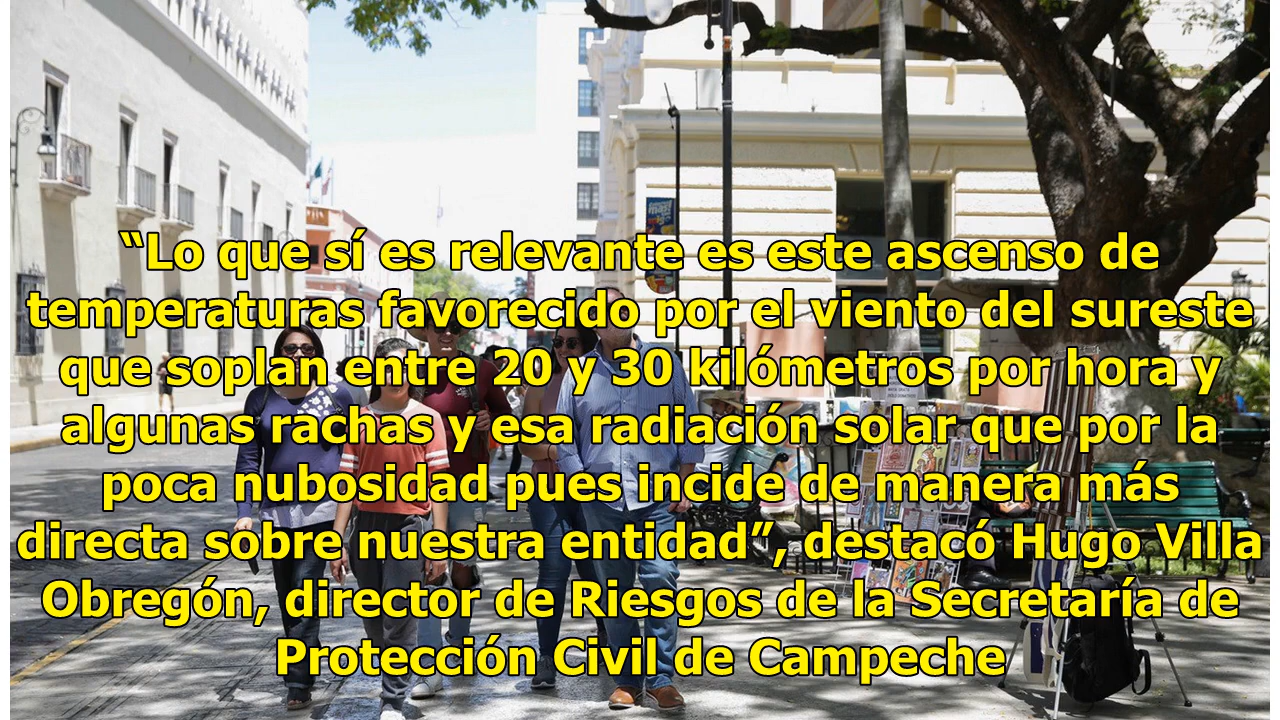 “Lo que sí es relevante es este ascenso de
temperaturas favorecido por el viento del sureste
que soplan entre 20 y 30 kilómetros por hora y
algunas rachas y esa radiación solar que por la
poca nubosidad pues incide de manera más
directa sobre nuestra entidad”, destacó Hugo Villa
Obregón, director de Riesgos de la Secretaría de
Protección Civil de Campeche